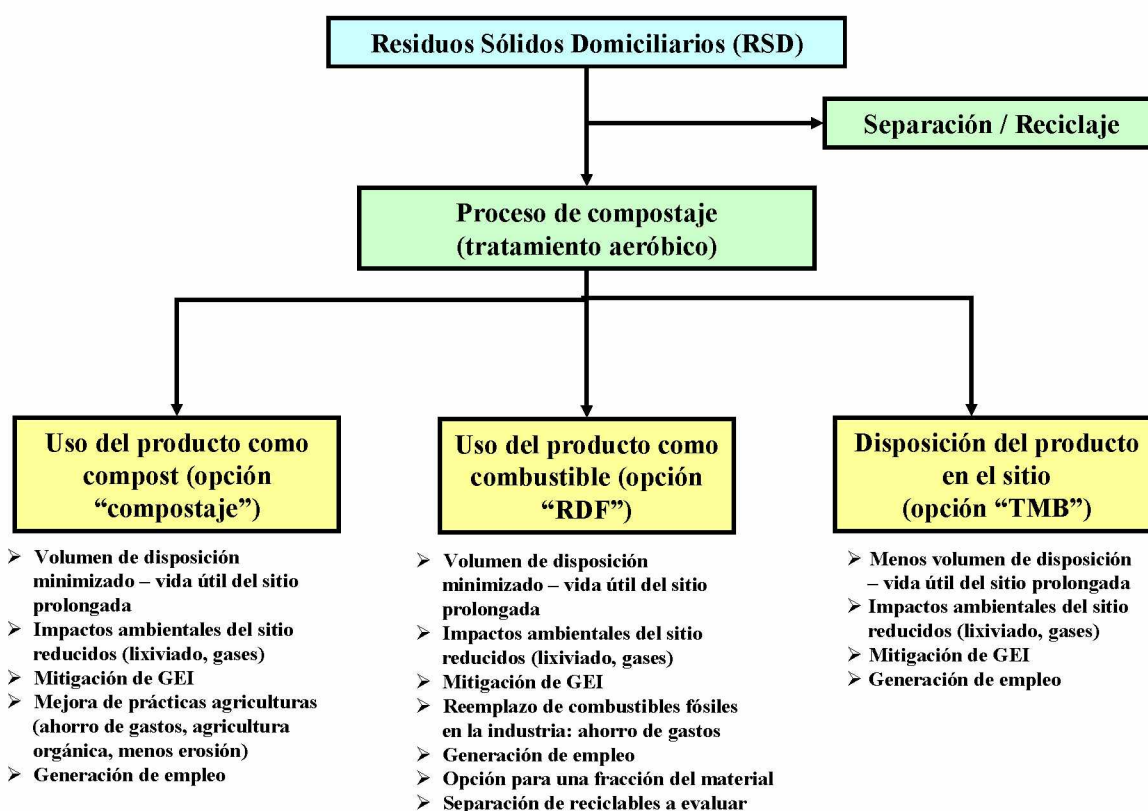 Residuos Sólidos Domiciliarios (RSD)
Separación / Reciclaje
Proceso de compostaje
(tratamiento aeróbico)
Uso del producto como
compost (opción
“compostaje”)
➢ Volumen de disposición
minimizado – vida útil del sitio
prolongada
➢ Impactos ambientales del sitio
reducidos (lixiviado, gases)
➢ Mitigación de GEI
➢ Mejora de prácticas agriculturas
(ahorro de gastos, agricultura
orgánica, menos erosión)
➢ Generación de empleo
Uso del producto como
combustible (opción
“RDF”)
➢ Volumen de disposición
minimizado – vida útil del sitio
prolongada
➢ Impactos ambientales del sitio
reducidos (lixiviado, gases)
➢ Mitigación de GEI
➢ Reemplazo de combustibles fósiles
en la industria: ahorro de gastos
➢ Generación de empleo
➢ Opción para una fracción del material
➢ Separación de reciclables a evaluar
Disposición del producto
en el sitio
(opción “TMB”)
➢ Menos volumen de disposición
– vida útil del sitio prolongada
➢ Impactos ambientales del sitio
reducidos (lixiviado, gases)
➢ Mitigación de GEI
➢ Generación de empleo